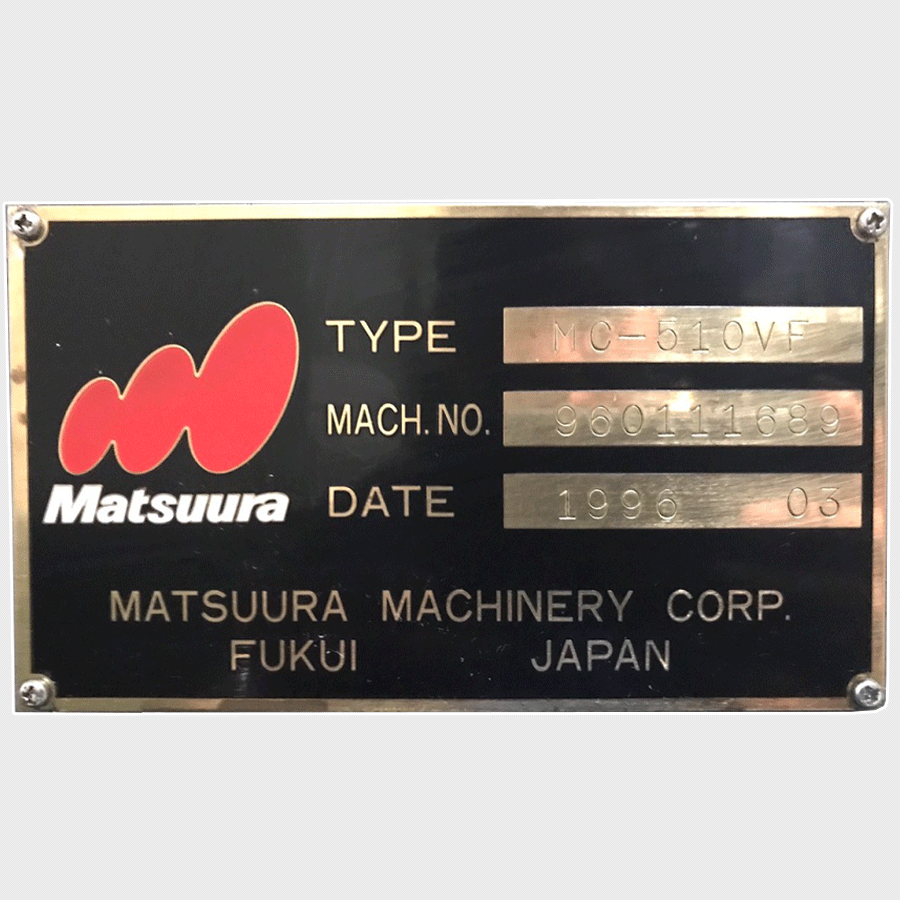 TYPE MC-510VF
MACH. NO. 960111689
DATE 1996 03
Matsuura
MATSUURA MACHINERY CORP.
FUKUI JAPAN